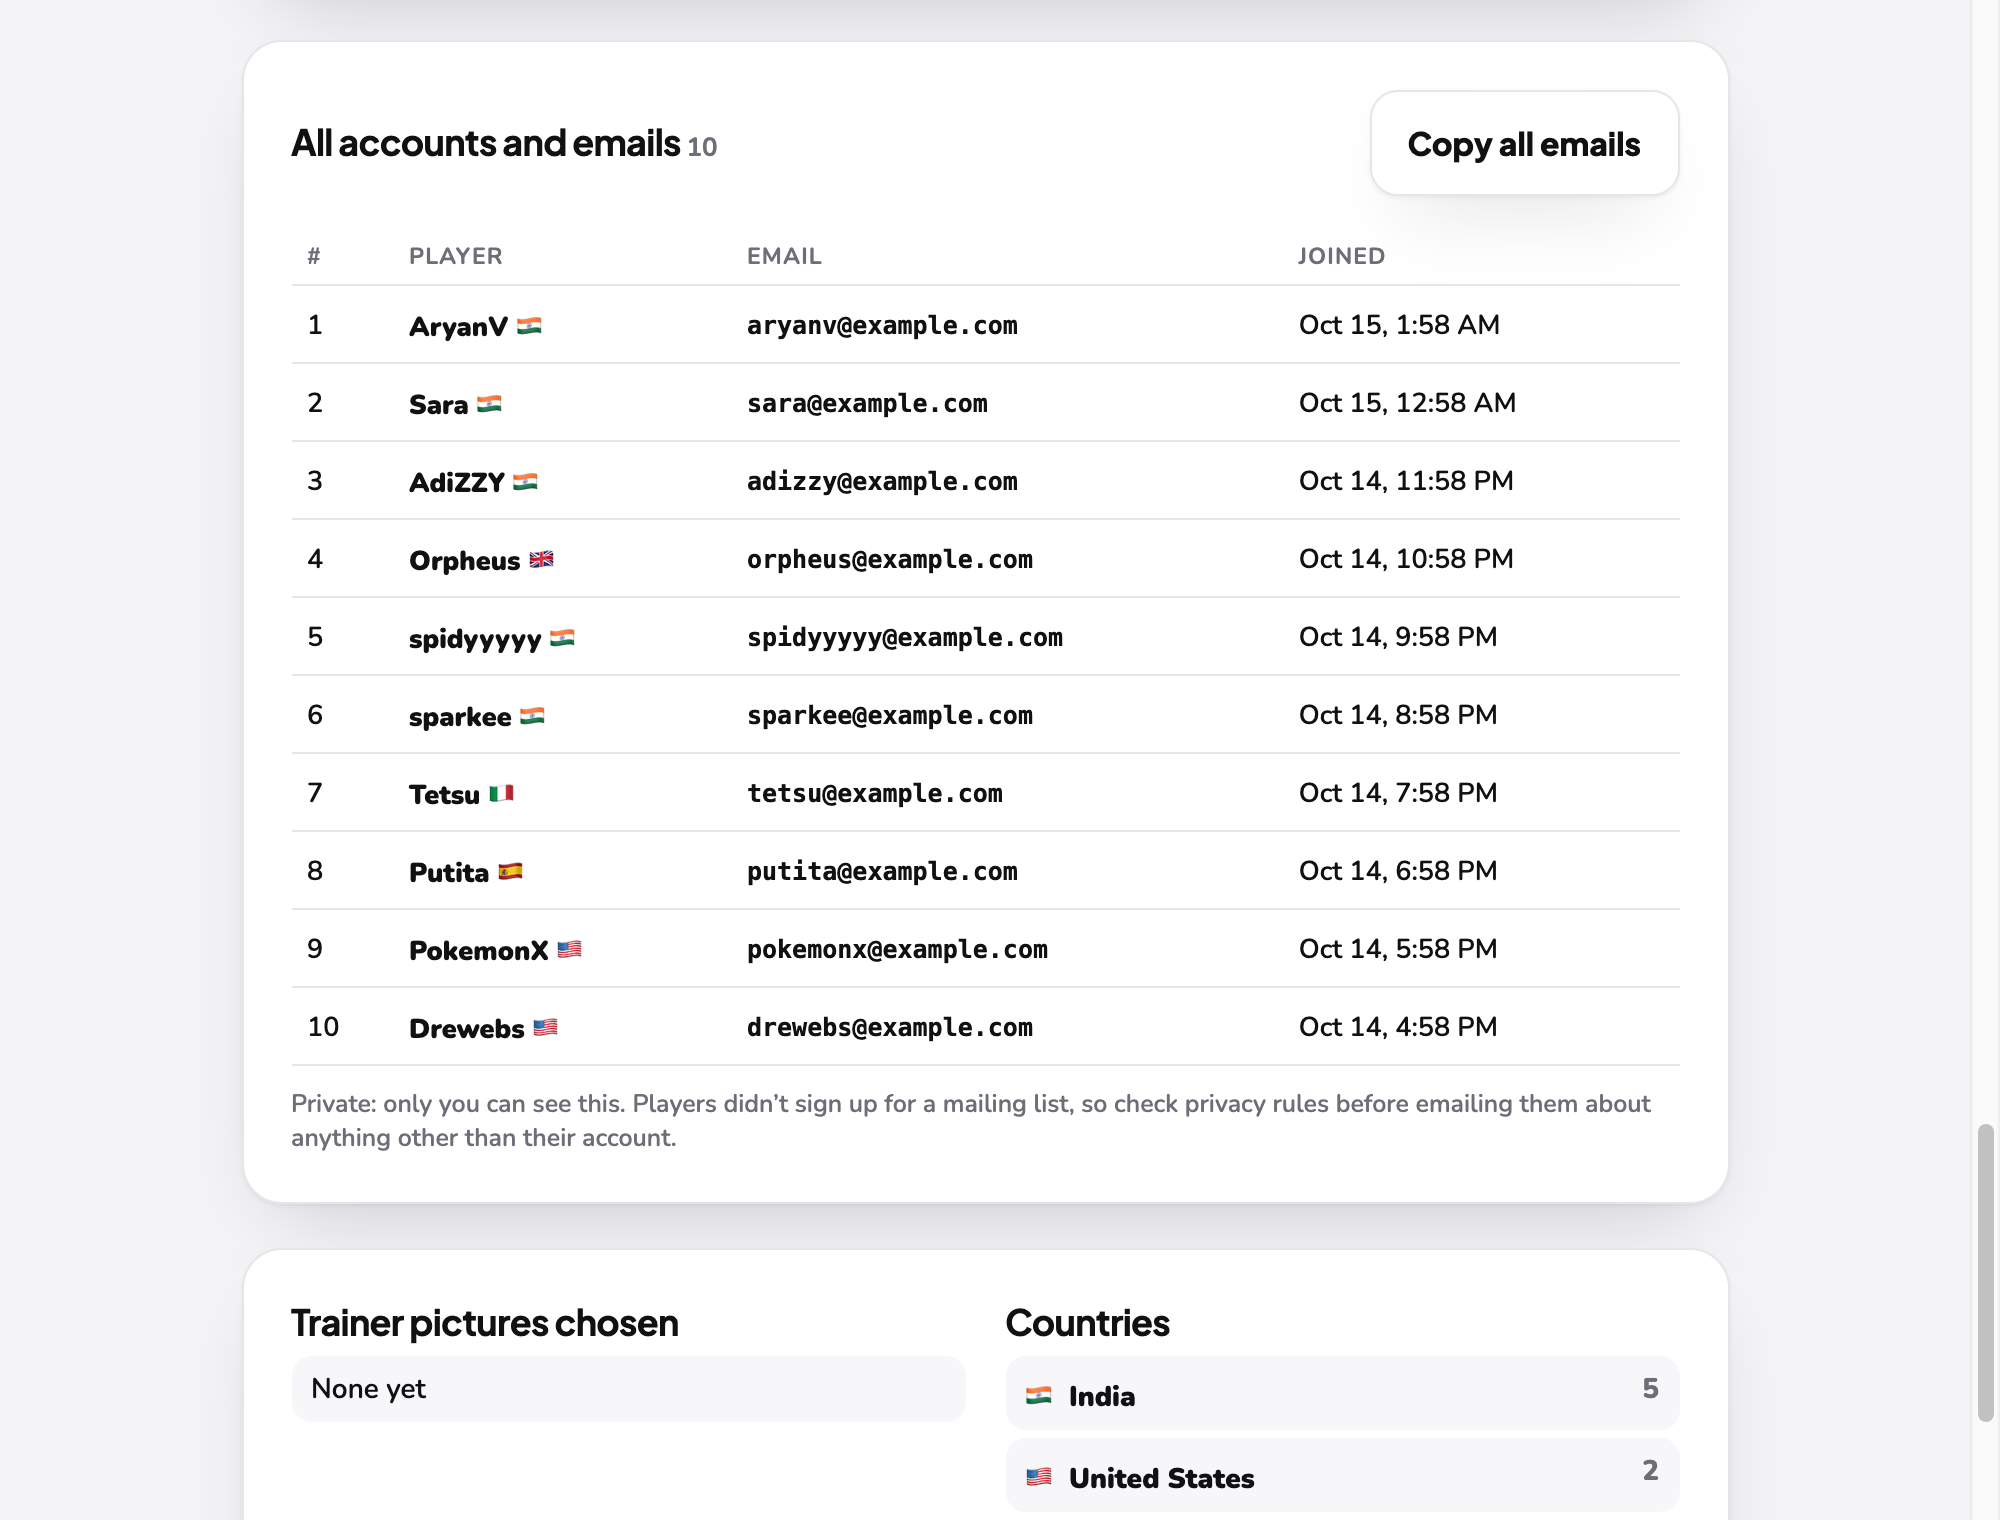 All accounts and emails 10
Copy all emails
# PLAYER EMAIL JOINED
1 AryanV aryanv@example.com Oct 15, 1:58 AM
2 Sara sara@example.com Oct 15, 12:58 AM
3 AdiZZY adizzy@example.com Oct 14, 11:58 PM
4 Orpheus orpheus@example.com Oct 14, 10:58 PM
5 spidyyyyy spidyyyyy@example.com Oct 14, 9:58 PM
6 sparkee sparkee@example.com Oct 14, 8:58 PM
7 Tetsu tetsu@example.com Oct 14, 7:58 PM
8 Putita putita@example.com Oct 14, 6:58 PM
9 PokemonX pokemonx@example.com Oct 14, 5:58 PM
10 Drewebs drewebs@example.com Oct 14, 4:58 PM
Private: only you can see this. Players didn’t sign up for a mailing list, so check privacy rules before emailing them about
anything other than their account.
Trainer pictures chosen
None yet
Countries
India 5
United States 2